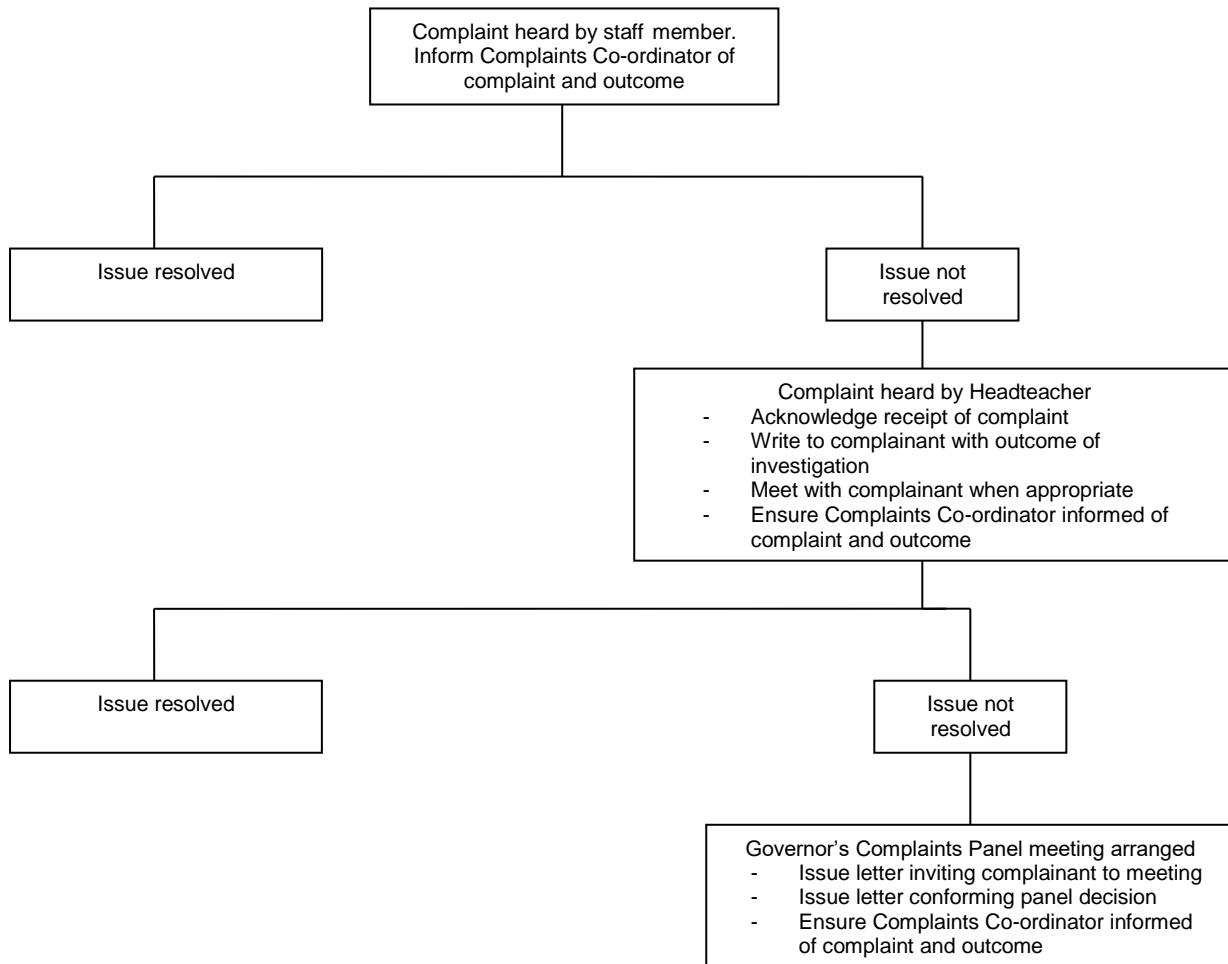 Complaint heard by staff member.
Inform Complaints Co-ordinator of
complaint and outcome
Issue resolved
Issue not
resolved
Complaint heard by Headteacher
- Acknowledge receipt of complaint
- Write to complainant with outcome of
investigation
- Meet with complainant when appropriate
- Ensure Complaints Co-ordinator informed of
complaint and outcome
Issue resolved
Issue not
resolved
Governor’s Complaints Panel meeting arranged
- Issue letter inviting complainant to meeting
- Issue letter conforming panel decision
- Ensure Complaints Co-ordinator informed
of complaint and outcome